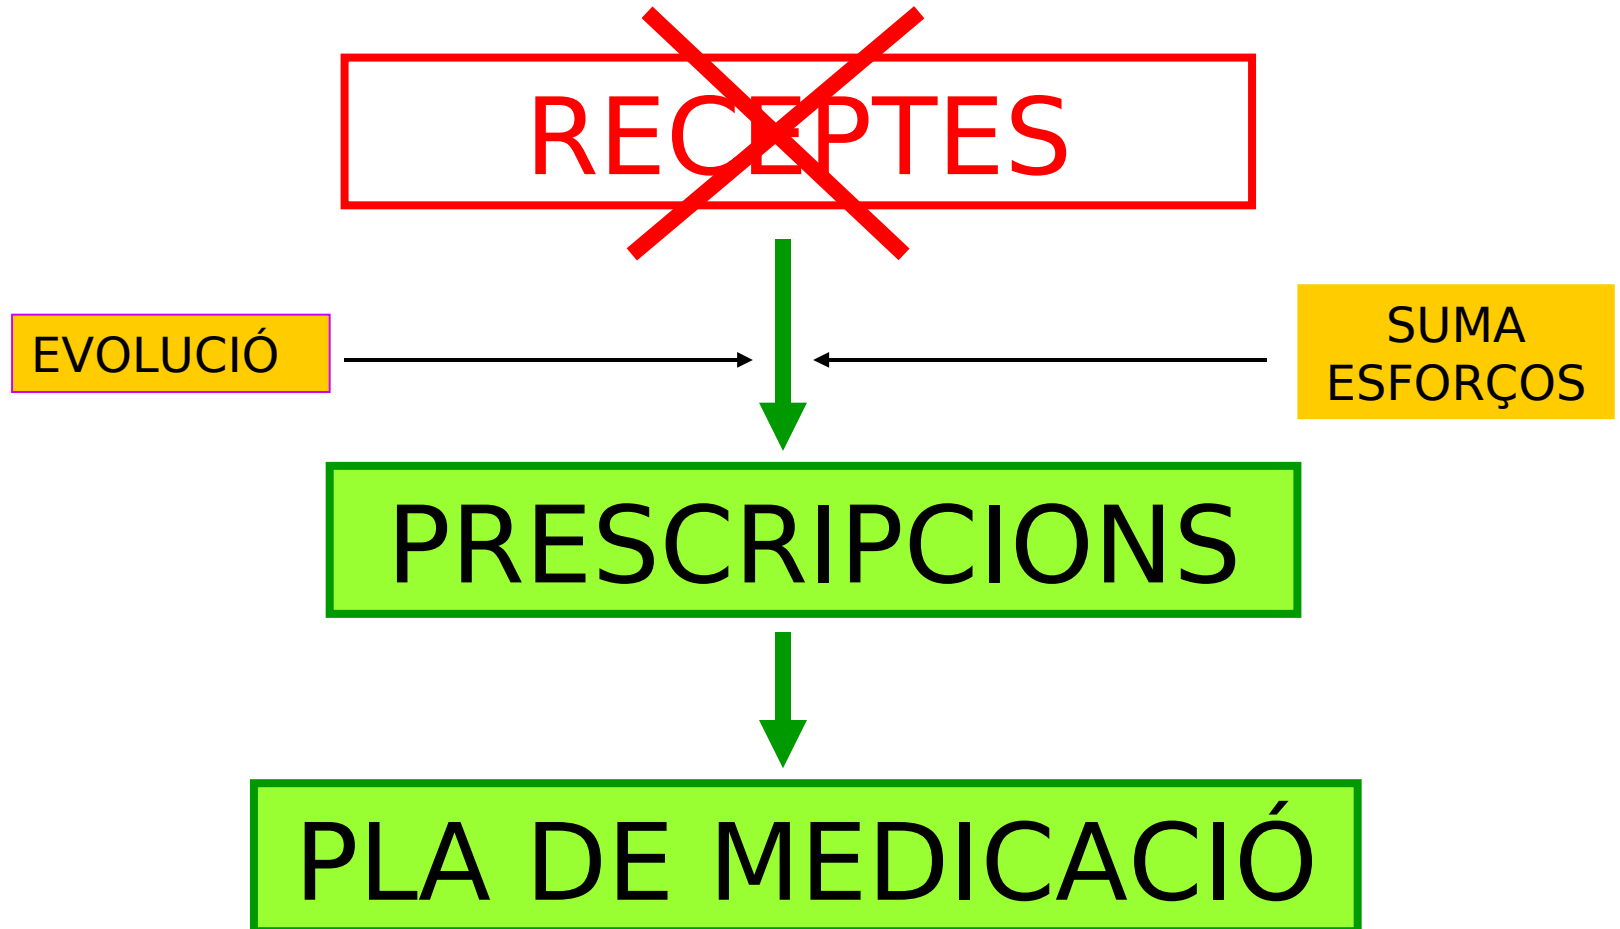 RECEPTES
EVOLUCIÓ
SUMA
ESFORÇOS
PRESCRIPCIONS
PLA DE MEDICACIÓ